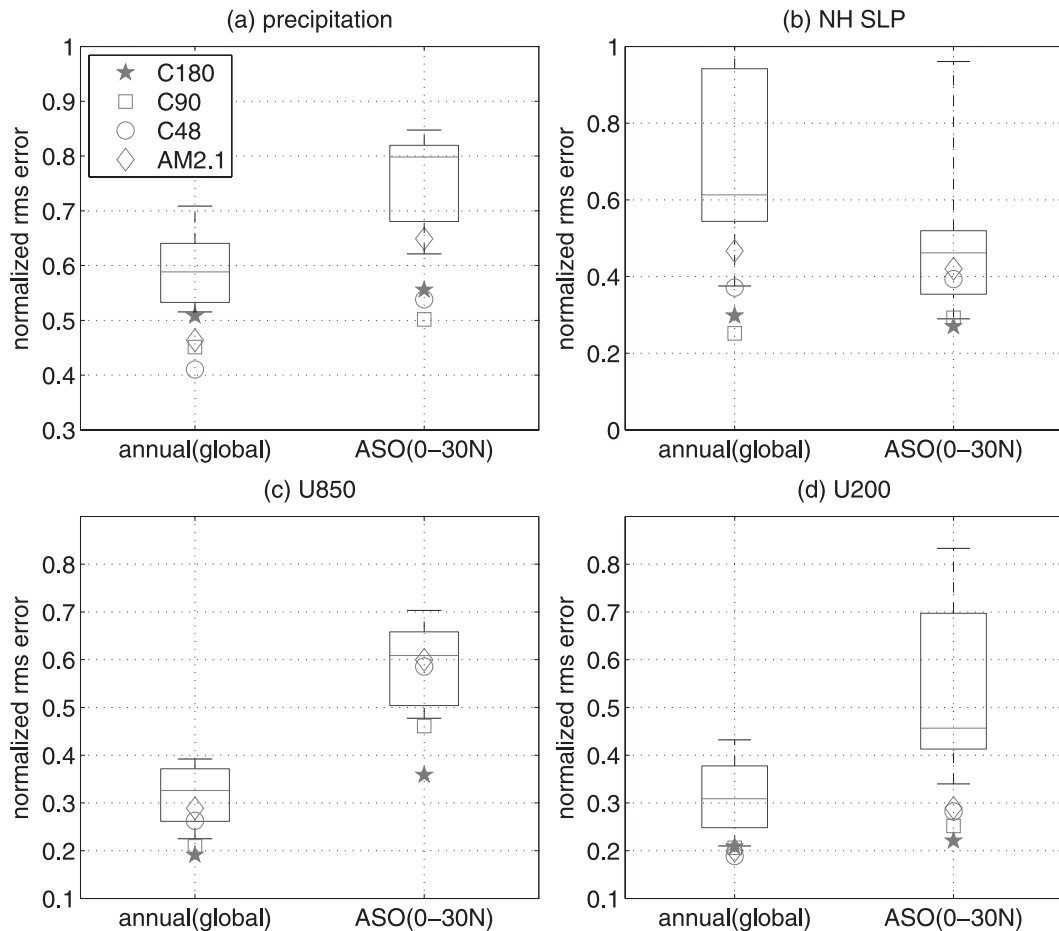 (a) precipitation
(b) NH SLP
normalized rms error
1
0.9
0.8
0.7
0.6
0.5
0.4
0.3
C180
C90
C48
AM2.1
annual(global)
ASO(0–30N)
normalized rms error
1
0.8
0.6
0.4
0.2
0
annual(global)
ASO(0–30N)
(c) U850
(d) U200
normalized rms error
0.8
0.7
0.6
0.5
0.4
0.3
0.2
0.1
annual(global)
ASO(0–30N)
normalized rms error
0.8
0.7
0.6
0.5
0.4
0.3
0.2
0.1
annual(global)
ASO(0–30N)